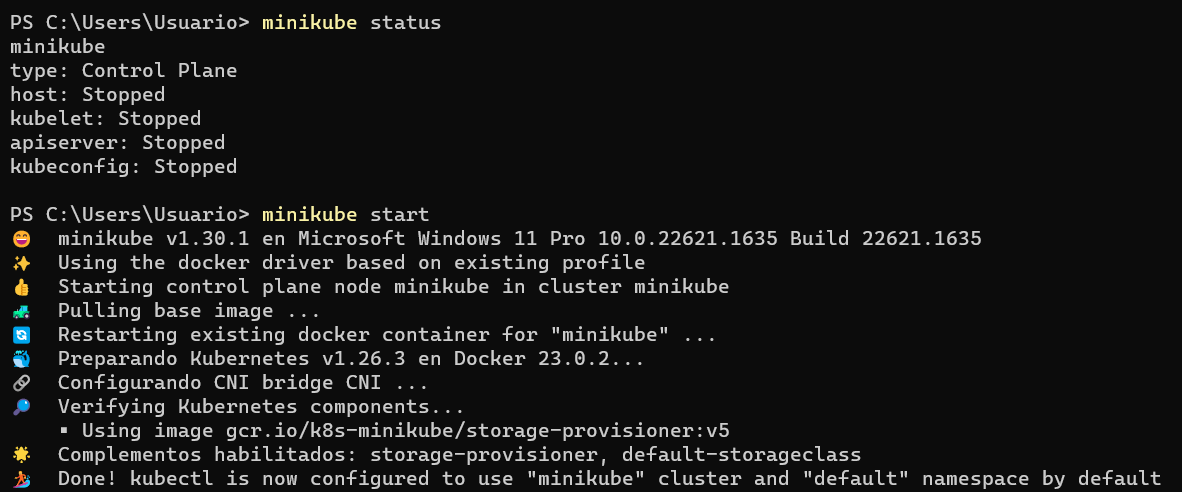 PS C:\Users\Usuario> minikube status
minikube
type: Control Plane
host: Stopped
kubelet: Stopped
apiserver: Stopped
kubeconfig: Stopped
PS C:\Users\Usuario> minikube start
😄  minikube v1.30.1 en Microsoft Windows 11 Pro 10.0.22621.1635 Build 22621.1635
✨  Using the docker driver based on existing profile
👍  Starting control plane node minikube in cluster minikube
🚜  Pulling base image ...
🔄  Restarting existing docker container for "minikube" ...
🐳  Preparando Kubernetes v1.26.3 en Docker 23.0.2...
🔗  Configurando CNI bridge CNI ...
🔎  Verifying Kubernetes components...
    ▪ Using image gcr.io/k8s-minikube/storage-provisioner:v5
🌟  Complementos habilitados: storage-provisioner, default-storageclass
🏄  Done! kubectl is now configured to use "minikube" cluster and "default" namespace by default